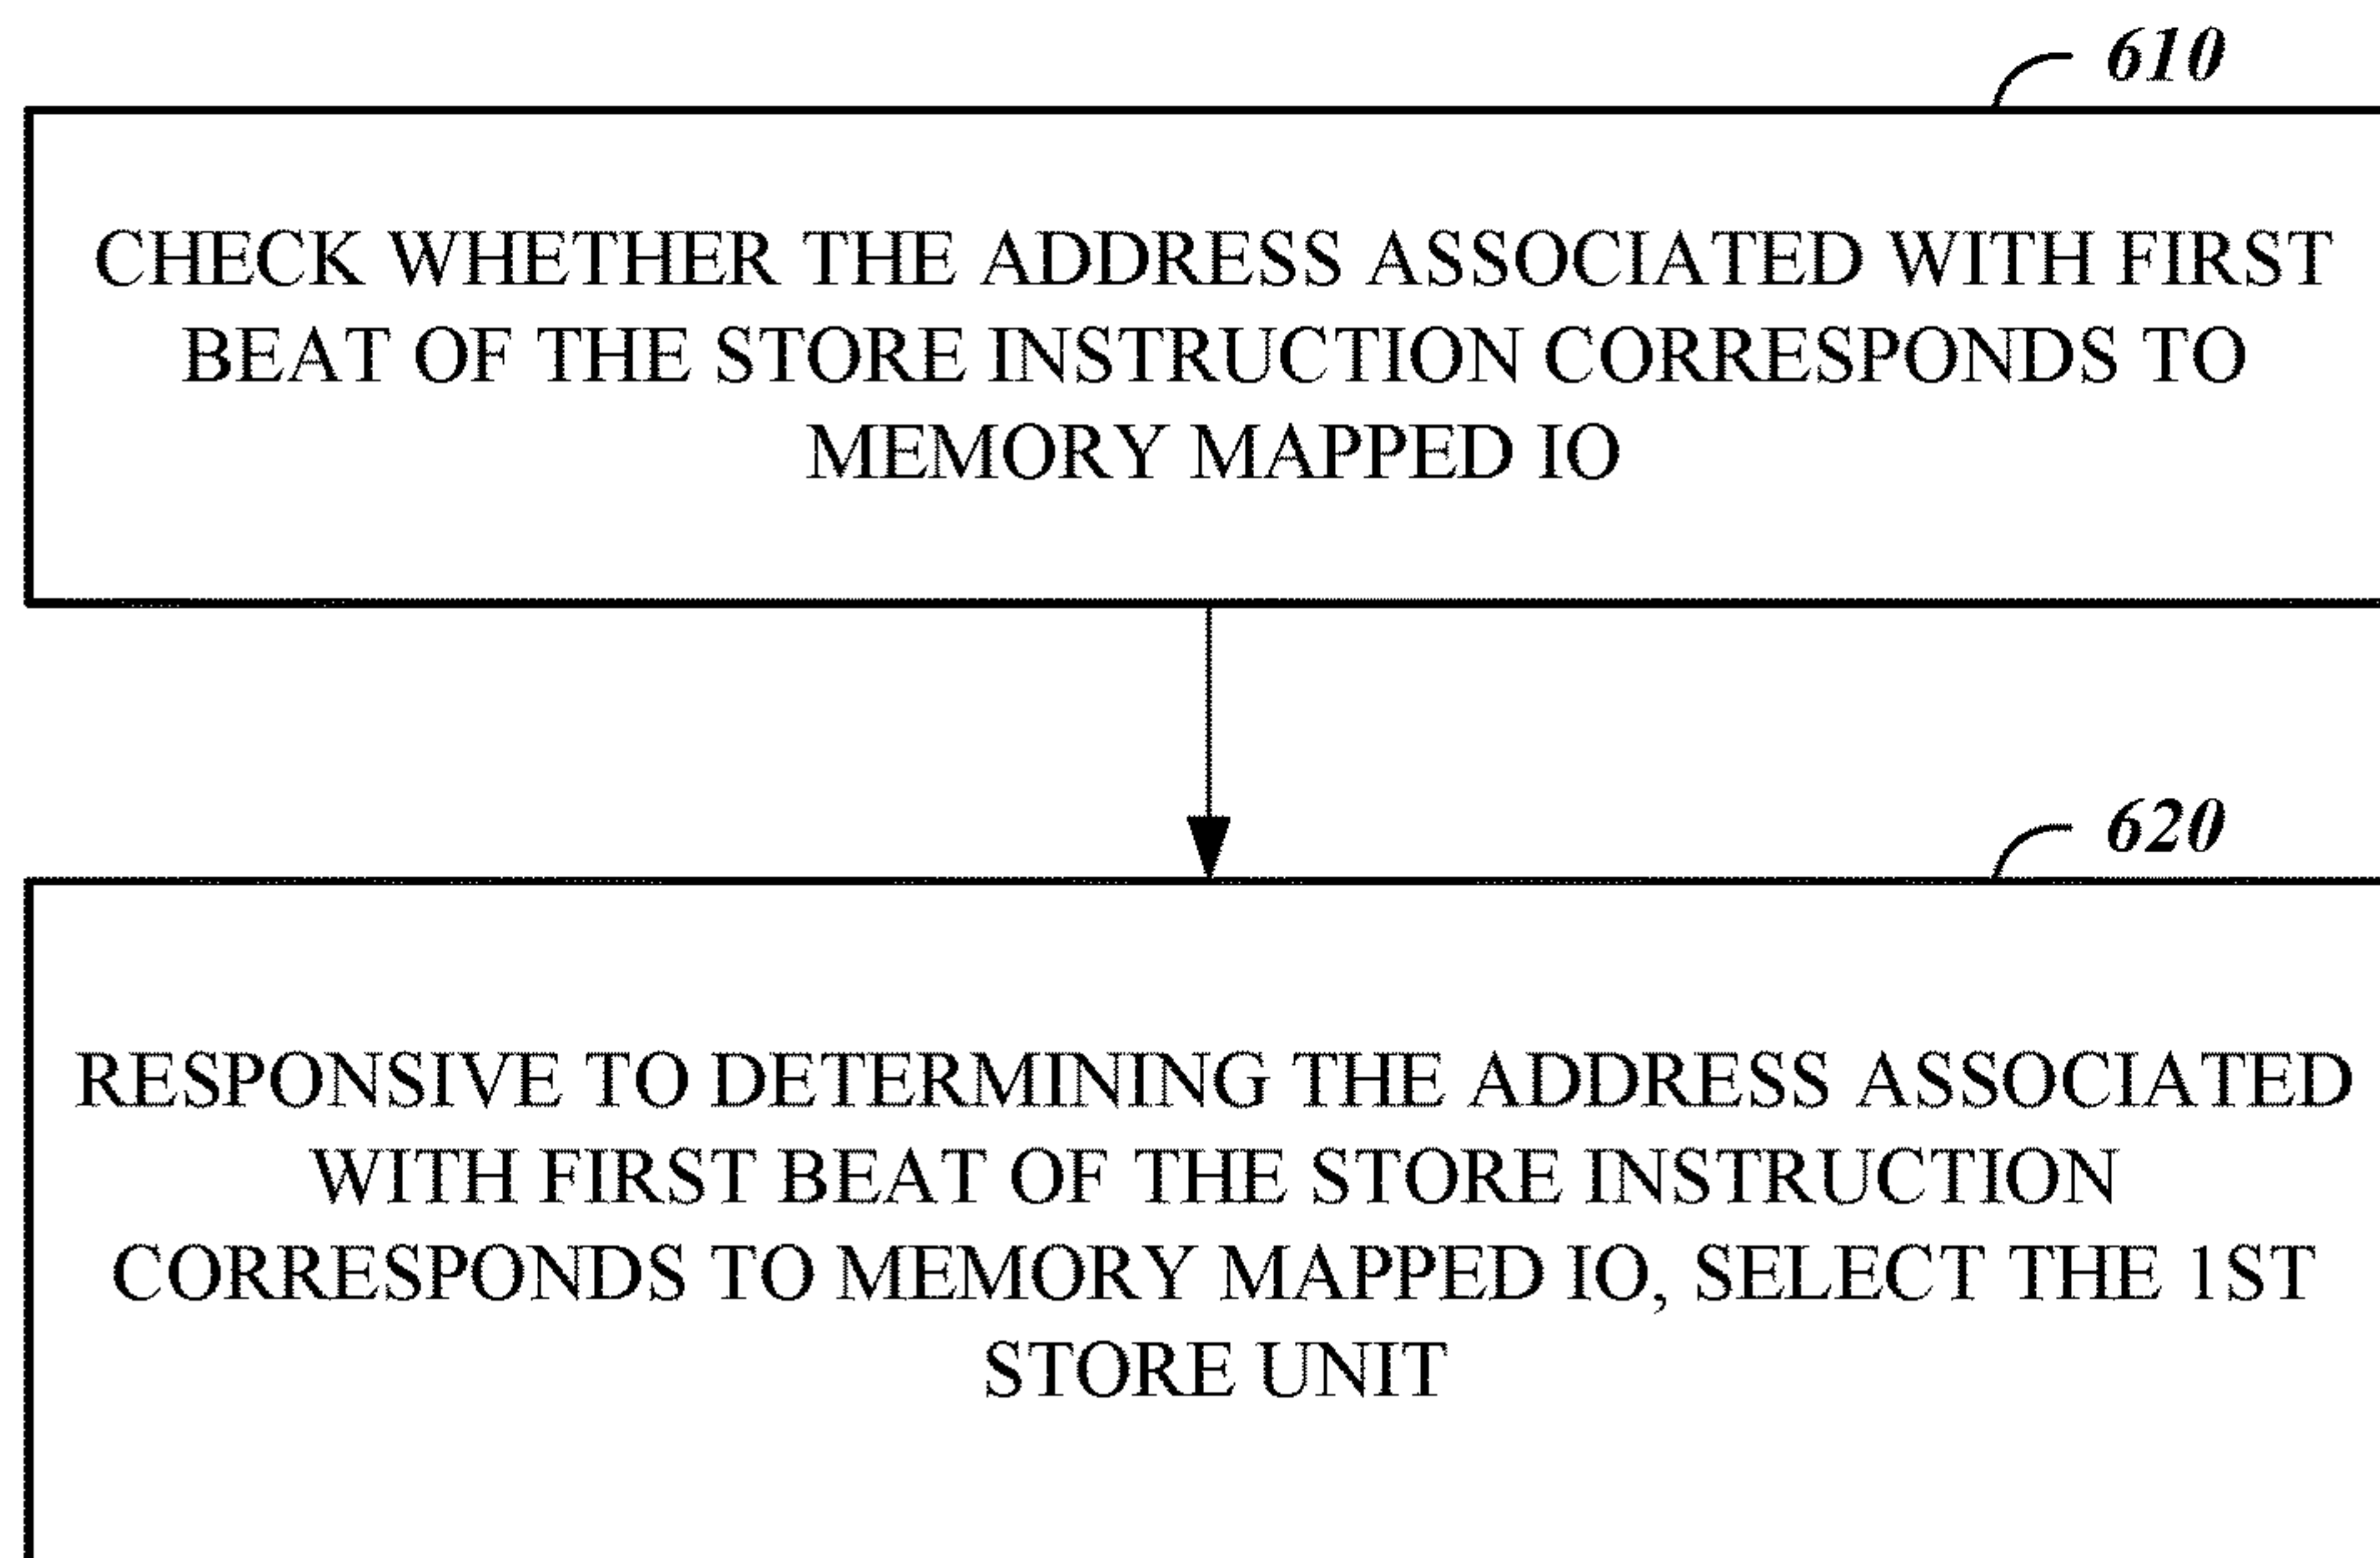 610
CHECK WHETHER THE ADDRESS ASSOCIATED WITH FIRST
BEAT OF THE STORE INSTRUCTION CORRESPONDS TO
MEMORY MAPPED IO
620
RESPONSIVE TO DETERMINING THE ADDRESS ASSOCIATED
WITH FIRST BEAT OF THE STORE INSTRUCTION
CORRESPONDS TO MEMORY MAPPED IO, SELECT THE 1ST
STORE UNIT